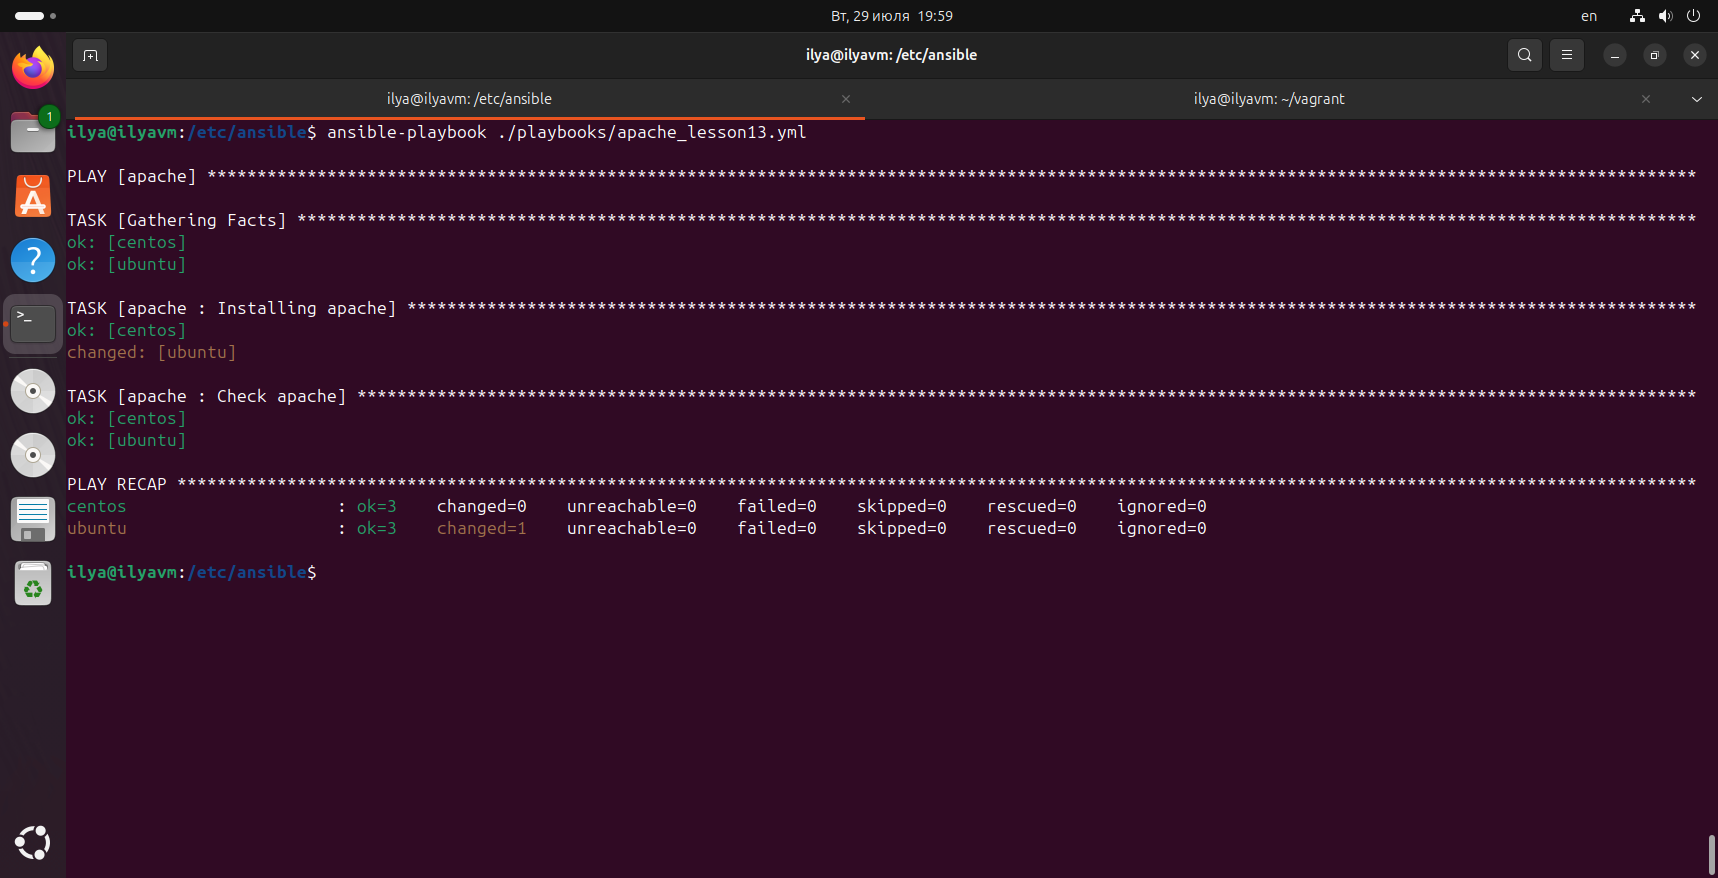 Вт, 29 июля 19:59
en
ilya@ilyavm: /etc/ansible
ilya@ilyavm: /etc/ansible
ilya@ilyavm: ~/vagrant
1
ilya@ilyavm:/etc/ansible$ ansible-playbook ./playbooks/apache_lesson13.yml
PLAY [apache] *****************************************************************************************************************************************************
TASK [Gathering Facts] ********************************************************************************************************************************************
ok: [centos]
ok: [ubuntu]
TASK [apache : Installing apache] *********************************************************************************************************************************
ok: [centos]
changed: [ubuntu]
TASK [apache : Check apache] **************************************************************************************************************************************
ok: [centos]
ok: [ubuntu]
PLAY RECAP ********************************************************************************************************************************************************
centos : ok=3 changed=0 unreachable=0 failed=0 skipped=0 rescued=0 ignored=0
ubuntu : ok=3 changed=1 unreachable=0 failed=0 skipped=0 rescued=0 ignored=0
ilya@ilyavm:/etc/ansible$